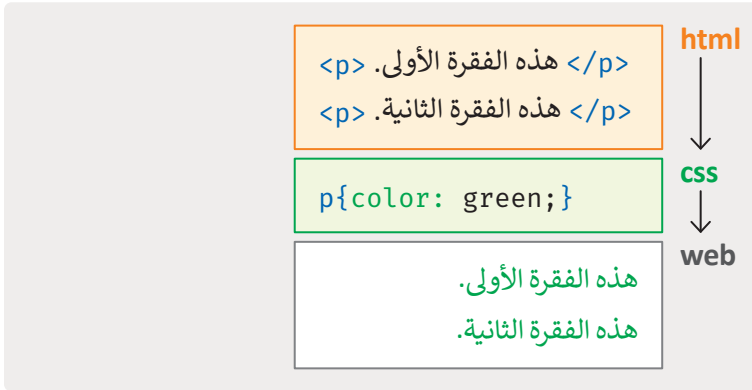 html
<p> هذه الفقرة الأولى. </p>
<p> هذه الفقرة الثانية. </p>
css
p{color: green;}
web
هذه الفقرة الأولى.
هذه الفقرة الثانية.